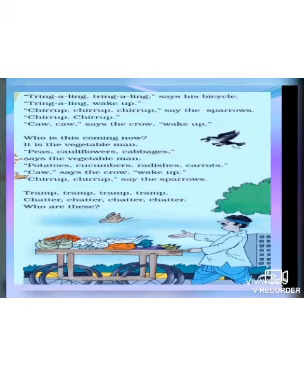 "Tring-a-ling, tring-a-ling," says his bicycle.
"Tring-a-ling, wake up."
"Chirrup, chirrup, chirrup," say the sparrows.
"Chirrup. Chirrup."
"Caw, caw," says the crow, "wake up."
Who is this coming now?
It is the vegetable man.
"Peas, cauliflowers, cabbages,"
says the vegetable man.
"Potatoes, cucumbers, radishes, carrots."
"Caw," says the crow, "wake up."
"Chirrup, chirrup," say the sparrows.
Tramp, tramp, tramp, tramp.
Chatter, chatter, chatter, chatter.
Who are these?
RECORDER